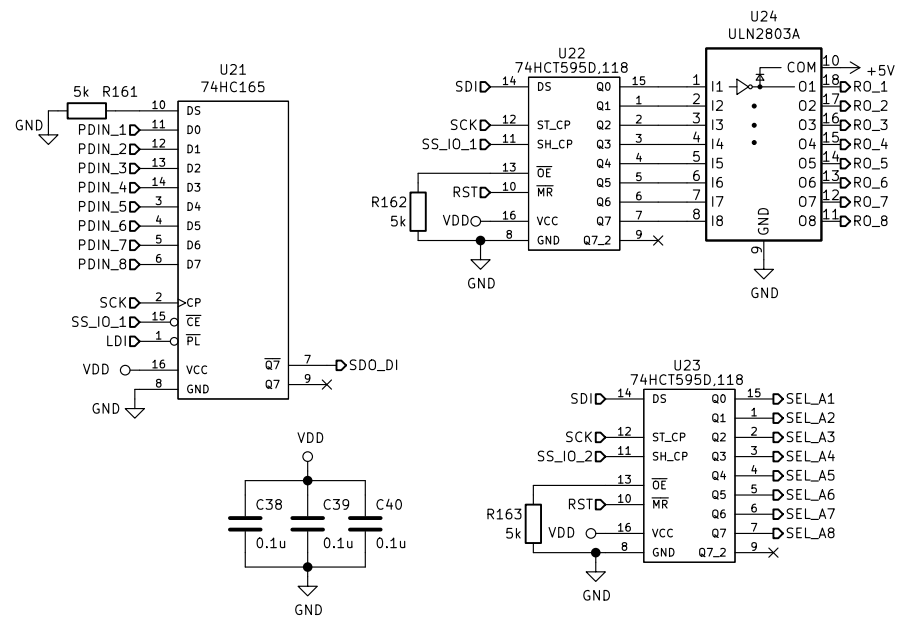 U21
74HC165
5k R161
GND
10 DS
PDIN_1 11 D0
PDIN_2 12 D1
PDIN_3 13 D2
PDIN_4 14 D3
PDIN_5 3 D4
PDIN_6 4 D5
PDIN_7 5 D6
PDIN_8 6 D7
SCK 2 CP
SS_IO_1 15 CE
LDI 1 PL
VDD 16 VCC
GND 8 GND
Q7 7 SDO_DI
Q7 9
U22
74HCT595D,118
SDI 14 DS
SCK 12 ST_CP
SS_IO_1 11 SH_CP
13 OE
RST 10 MR
R162
5k
VDD 16 VCC
8 GND
GND
Q0 15
Q1 1
Q2 2
Q3 3
Q4 4
Q5 5
Q6 6
Q7 7
Q7_2 9
U24
ULN2803A
COM 10 +5V
1 I1 O1 18 RO_1
2 I2 O2 17 RO_2
3 I3 O3 16 RO_3
4 I4 O4 15 RO_4
5 I5 O5 14 RO_5
6 I6 O6 13 RO_6
7 I7 O7 12 RO_7
8 I8 O8 11 RO_8
GND
9
GND
U23
74HCT595D,118
SDI 14 DS
SCK 12 ST_CP
SS_IO_2 11 SH_CP
13 OE
RST 10 MR
R163
5k
VDD 16 VCC
8 GND
GND
Q0 15 SEL_A1
Q1 1 SEL_A2
Q2 2 SEL_A3
Q3 3 SEL_A4
Q4 4 SEL_A5
Q5 5 SEL_A6
Q6 6 SEL_A7
Q7 7 SEL_A8
Q7_2 9
VDD
C38 C39 C40
0.1u 0.1u 0.1u
GND